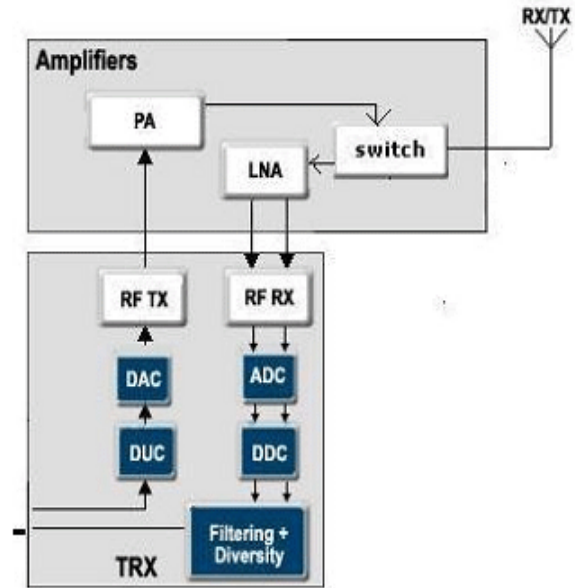 RX/TX
Amplifiers
PA
switch
LNA
RF TX
RF RX
DAC
ADC
DUC
DDC
Filtering +
Diversity
TRX